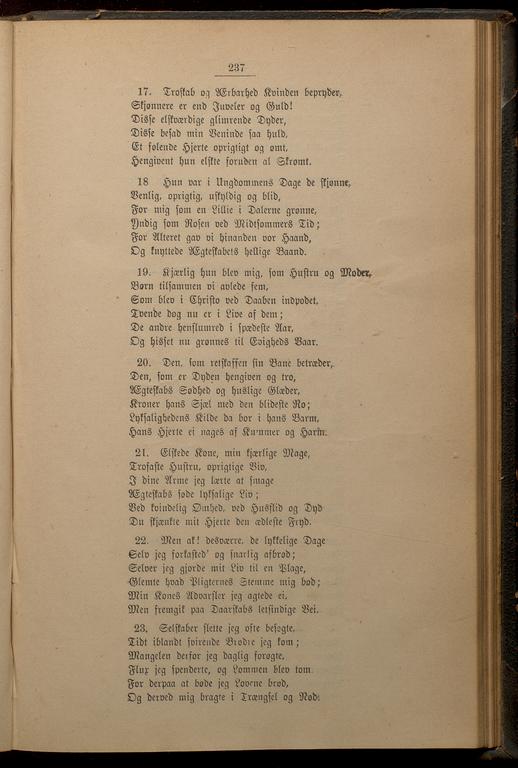 237
17. Troskab og Ærbarhed Kvinden bepryder,
Skjønnere er end Juveler og Guld!
Disse elskværdige glimrende Dyder,
Disse besad min Veninde saa huld,
Et følende Hjerte oprigtigt og ømt,
Hengivent hun elskte foruden al Skrømt.
18 Hun var i Ungdommens Dage de skjønne,
Venlig, oprigtig, uskyldig og blid,
For mig som en Lillie i Dalerne grønne,
Yndig som Rosen ved Midtsommers Tid;
For Alteret gav vi hinanden vor Haand,
Og knyttede Ægteskabets hellige Baand.
19. Kjærlig hun blev mig, som Hustru og Moder,
Børn tilsammen vi avlede fem,
Som blev i Christo ved Daaben indpodet,
Tvende dog nu er i Live af dem;
De andre henslumred i spædeste Aar,
Og hisset nu grønnes til Evigheds Vaar.
20. Den, som retskaffen sin Bane betræder,
Den, som er Dyden hengiven og tro,
Ægteskabs Sødhed og huslige Glæder,
Kroner hans Sjæl med den blideste Ro;
Lyksalighedens Kilde da bor i hans Barm,
Hans Hjerte ei nages af Kummer og Harm.
21. Elskede Kone, min kjærlige Mage,
Trofaste Hustru, oprigtige Viv,
I dine Arme jeg lærte at smage
Ægteskabs søde lyksalige Liv;
Ved kvindelig Ømhed, ved Husflid og Dyd
Du skjænkte mit Hjerte den ædleste Fryd.
22. Men ak! desværre, de lykkelige Dage
Selv jeg forkasted' og snarlig afbrød;
Selver jeg gjorde mit Liv til en Plage,
Glemte hvad Pligternes Stemme mig bød;
Min Kones Advarsler jeg agtede ei,
Men fremgik paa Daarskabs letsindige Vei.
23. Selskaber slette jeg ofte besøgte,
Tidt iblandt svirende Brødre jeg kom;
Mangelen derfor jeg daglig forøgte,
Flux jeg spenderte, og Lommen blev tom
For derpaa at bøde jeg Lovene brød,
Og derved mig bragte i Trængsel og Nød.